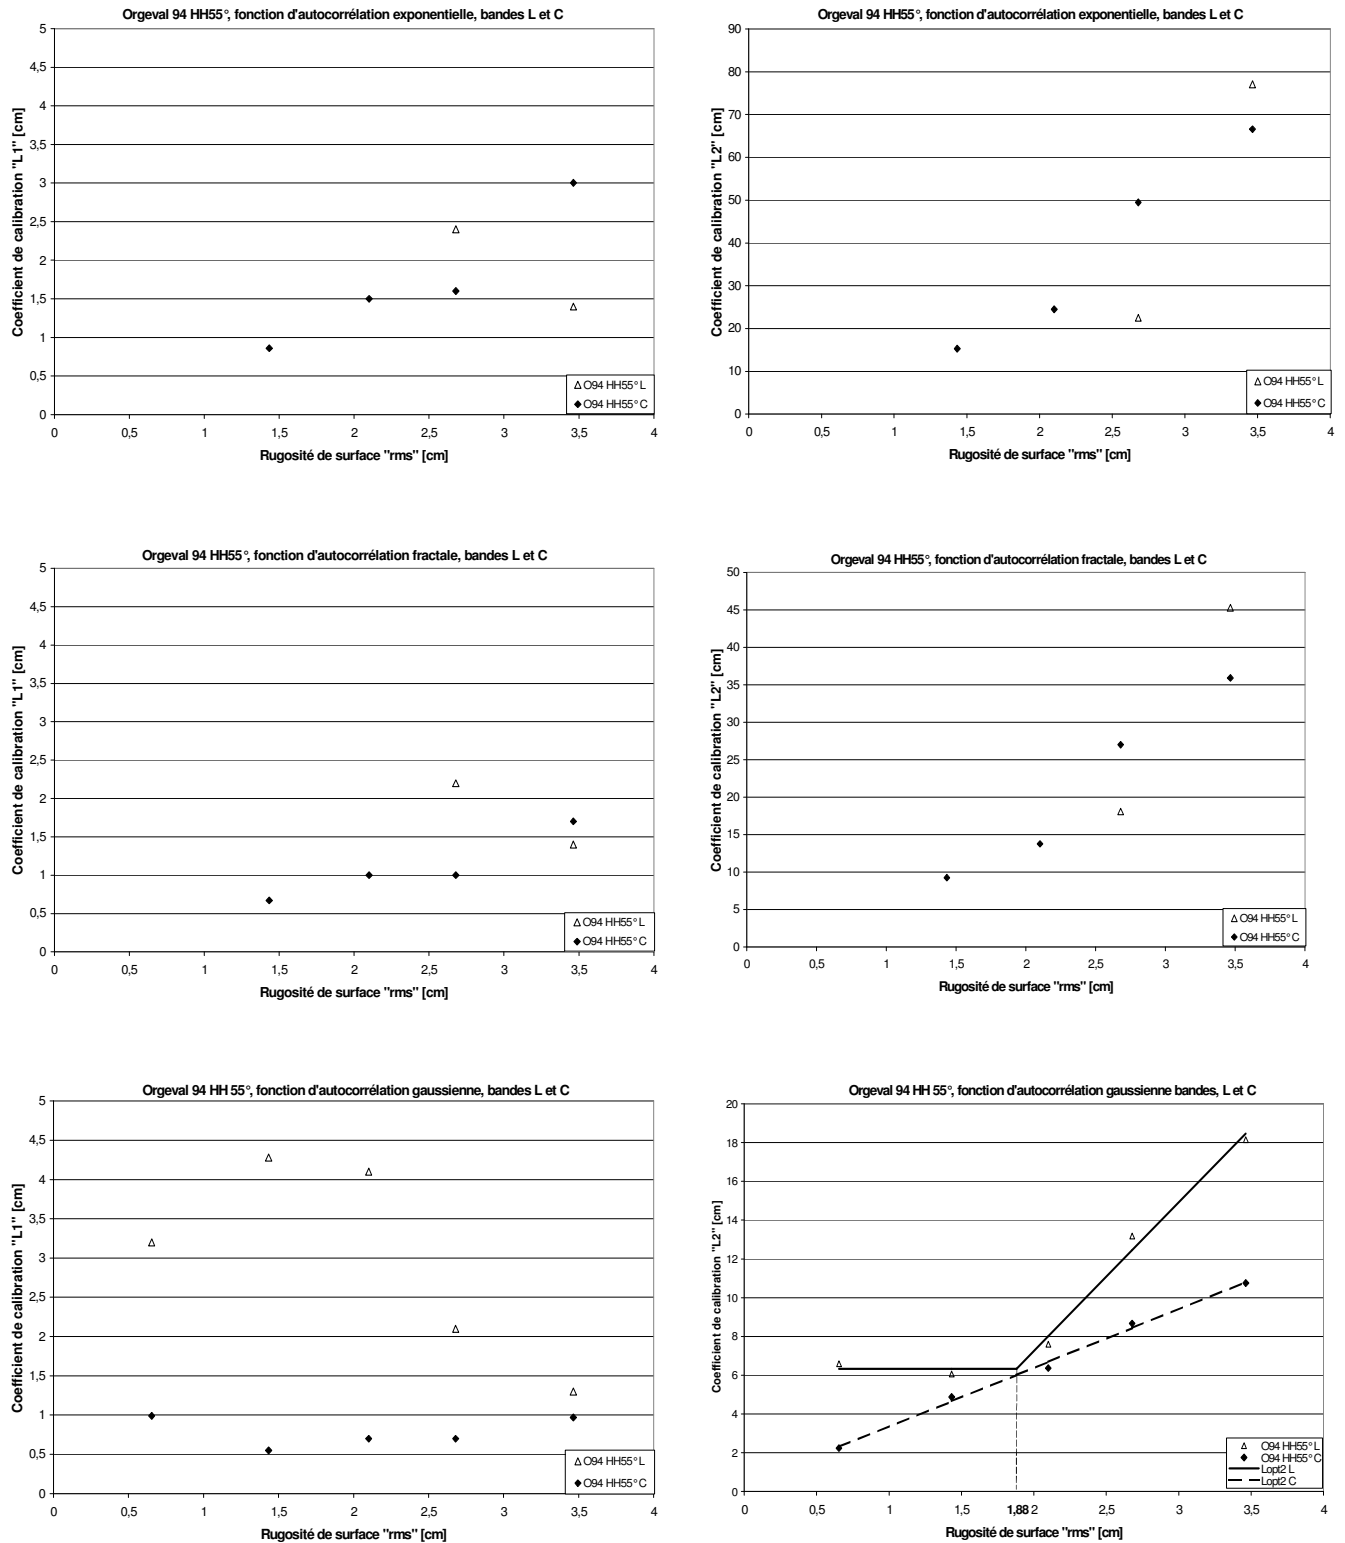 Orgeval 94 HH55°, fonction d'autocorrélation exponentielle, bandes L et C
5
4,5
4
3,5
3
2,5
2
1,5
1
0,5
0
Coefficient de calibration "L1" [cm]
0 0,5 1 1,5 2 2,5 3 3,5 4
Rugosité de surface "rms" [cm]
O94 HH55° L
O94 HH55° C
Orgeval 94 HH55°, fonction d'autocorrélation exponentielle, bandes L et C
90
80
70
60
50
40
30
20
10
0
Coefficient de calibration "L2" [cm]
0 0,5 1 1,5 2 2,5 3 3,5 4
Rugosité de surface "rms" [cm]
O94 HH55° L
O94 HH55° C
Orgeval 94 HH55°, fonction d'autocorrélation fractale, bandes L et C
5
4,5
4
3,5
3
2,5
2
1,5
1
0,5
0
Coefficient de calibration "L1" [cm]
0 0,5 1 1,5 2 2,5 3 3,5 4
Rugosité de surface "rms" [cm]
O94 HH55° L
O94 HH55° C
Orgeval 94 HH55°, fonction d'autocorrélation fractale, bandes L et C
50
45
40
35
30
25
20
15
10
5
0
Coefficient de calibration "L2" [cm]
0 0,5 1 1,5 2 2,5 3 3,5 4
Rugosité de surface "rms" [cm]
O94 HH55° L
O94 HH55° C
Orgeval 94 HH 55°, fonction d'autocorrélation gaussienne, bandes L et C
5
4,5
4
3,5
3
2,5
2
1,5
1
0,5
0
Coefficient de calibration "L1" [cm]
0 0,5 1 1,5 2 2,5 3 3,5 4
Rugosité de surface "rms" [cm]
O94 HH55° L
O94 HH55° C
Orgeval 94 HH 55°, fonction d'autocorrélation gaussienne bandes, L et C
20
18
16
14
12
10
8
6
4
2
0
Coefficient de calibration "L2" [cm]
0 0,5 1 1,5 1,88 2 2,5 3 3,5 4
Rugosité de surface "rms" [cm]
O94 HH55° L
O94 HH55° C
Lopt2 L
Lopt2 C